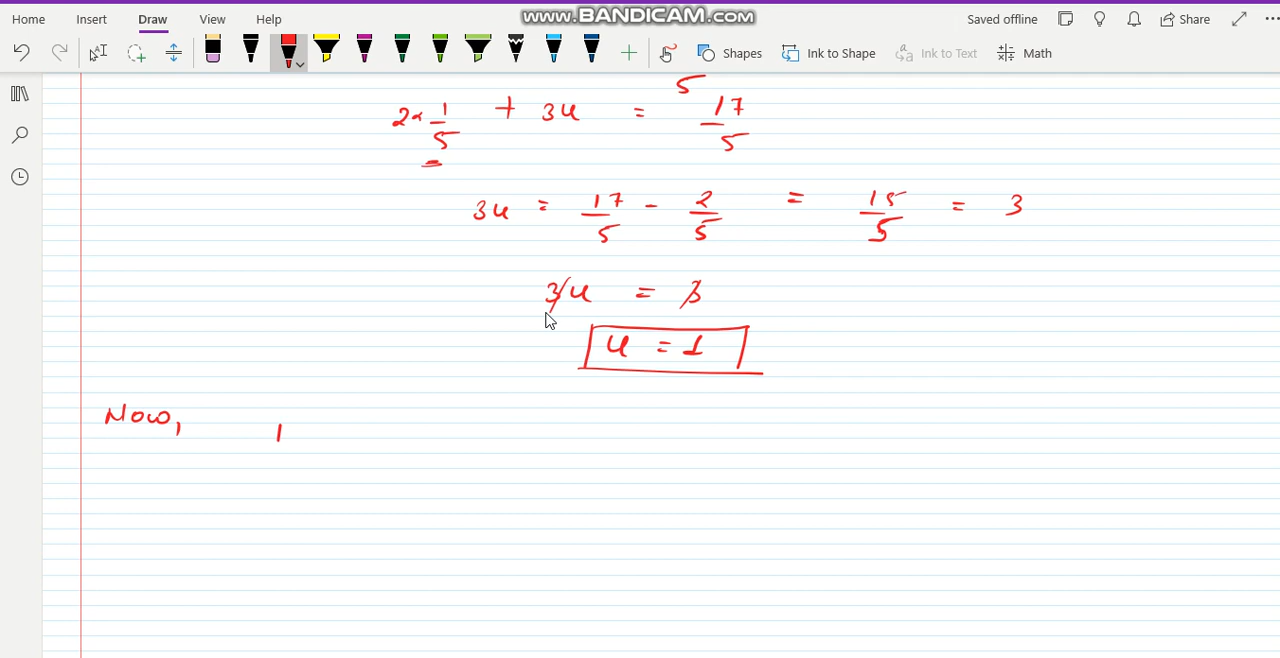 www.BANDICAM.com
Home Insert Draw View Help Saved offline Share
Shapes Ink to Shape Ink to Text Math
2×1/5 + 3u = 17/5
5
3u = 17/5 - 2/5 = 15/5 = 3
3u = 3
u = 1
Now, 1